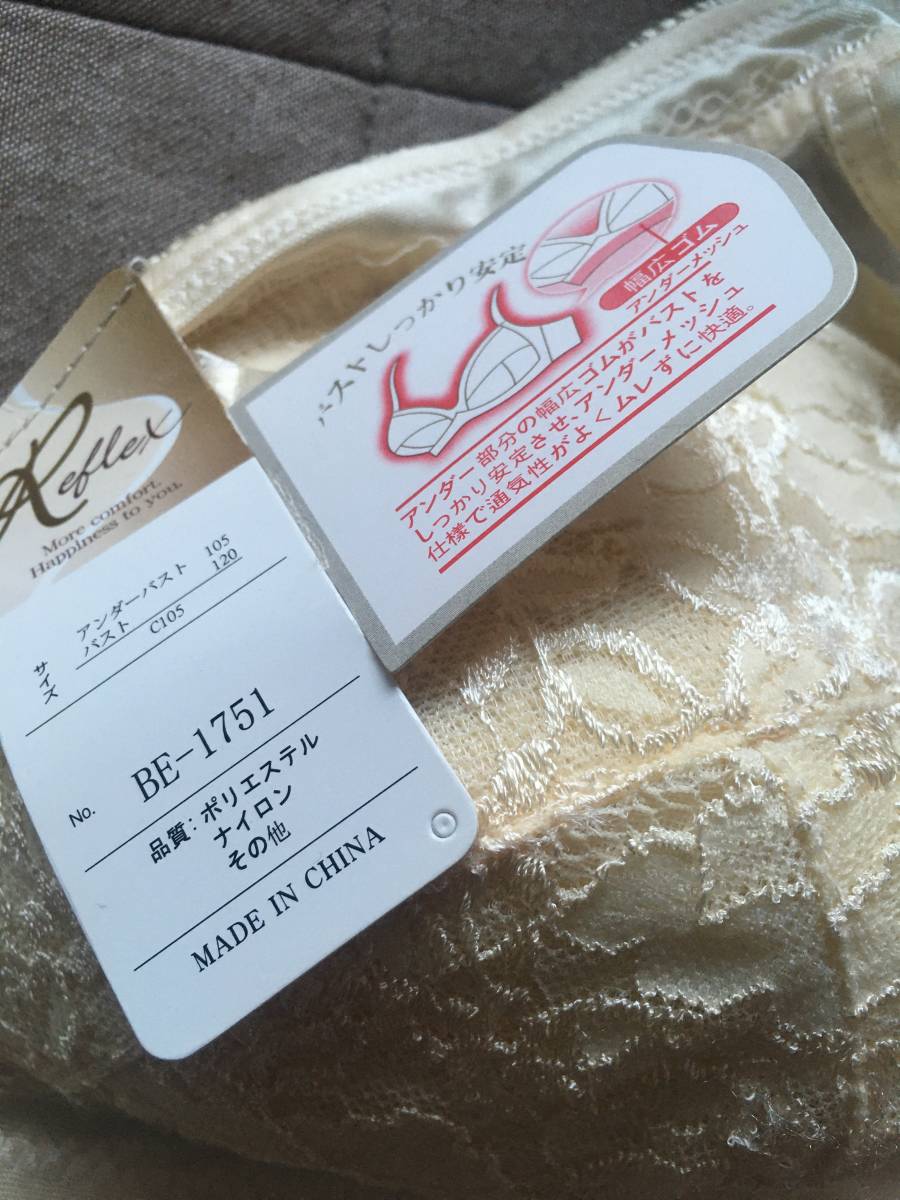 バストしっかり安定
幅広ゴム
アンダーメッシュ
アンダー部分の幅広ゴムがバストを
しっかり安定させ、アンダーメッシュ
仕様で通気性がよくムレずに快適。
Reflex
More comfort.
Happiness to you.
サイズ
アンダーバスト 105
バスト 120
C105
No. BE-1751
品質:ポリエステル
ナイロン
その他
MADE IN CHINA